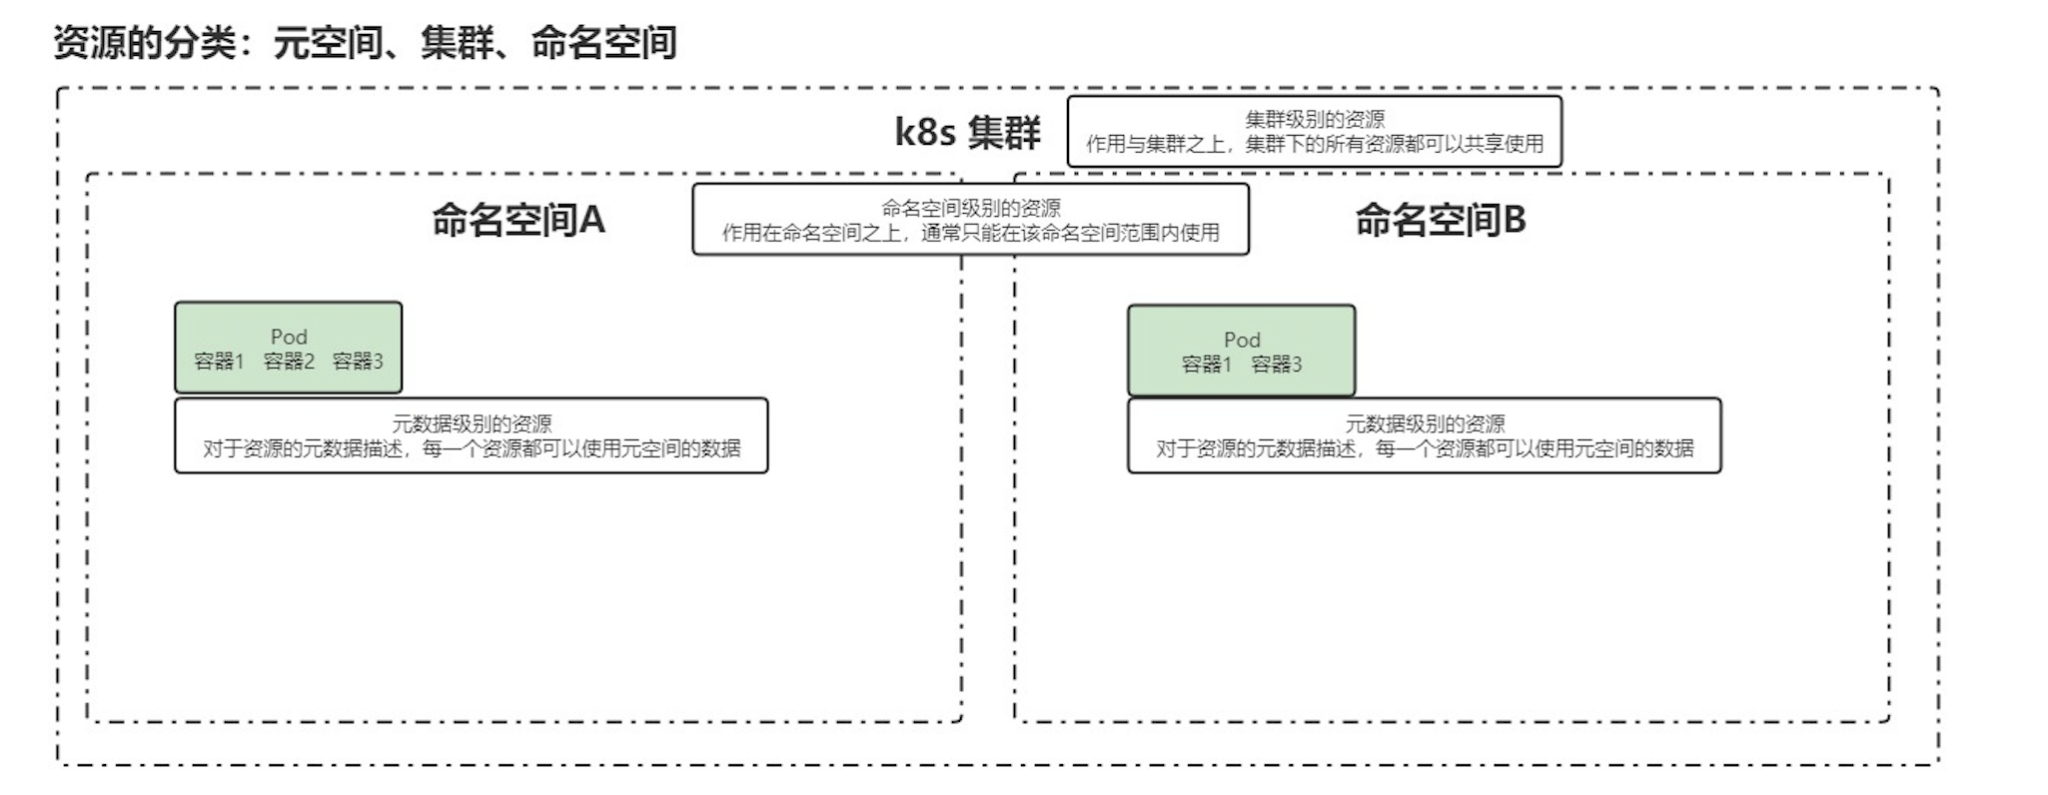 资源的分类：元空间、集群、命名空间
k8s 集群
集群级别的资源
作用与集群之上，集群下的所有资源都可以共享使用
命名空间A
命名空间级别的资源
作用在命名空间之上，通常只能在该命名空间范围内使用
命名空间B
Pod
容器1 容器2 容器3
元数据级别的资源
对于资源的元数据描述，每一个资源都可以使用元空间的数据
Pod
容器1 容器3
元数据级别的资源
对于资源的元数据描述，每一个资源都可以使用元空间的数据